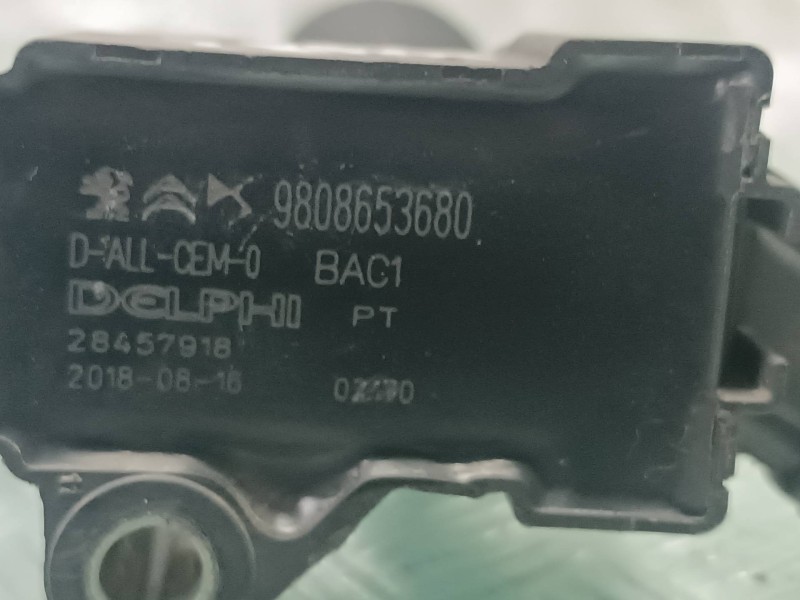 9808653680
D-ALL-CEM-0 BAC1
DELPHI PT
28457918
2018-08-16